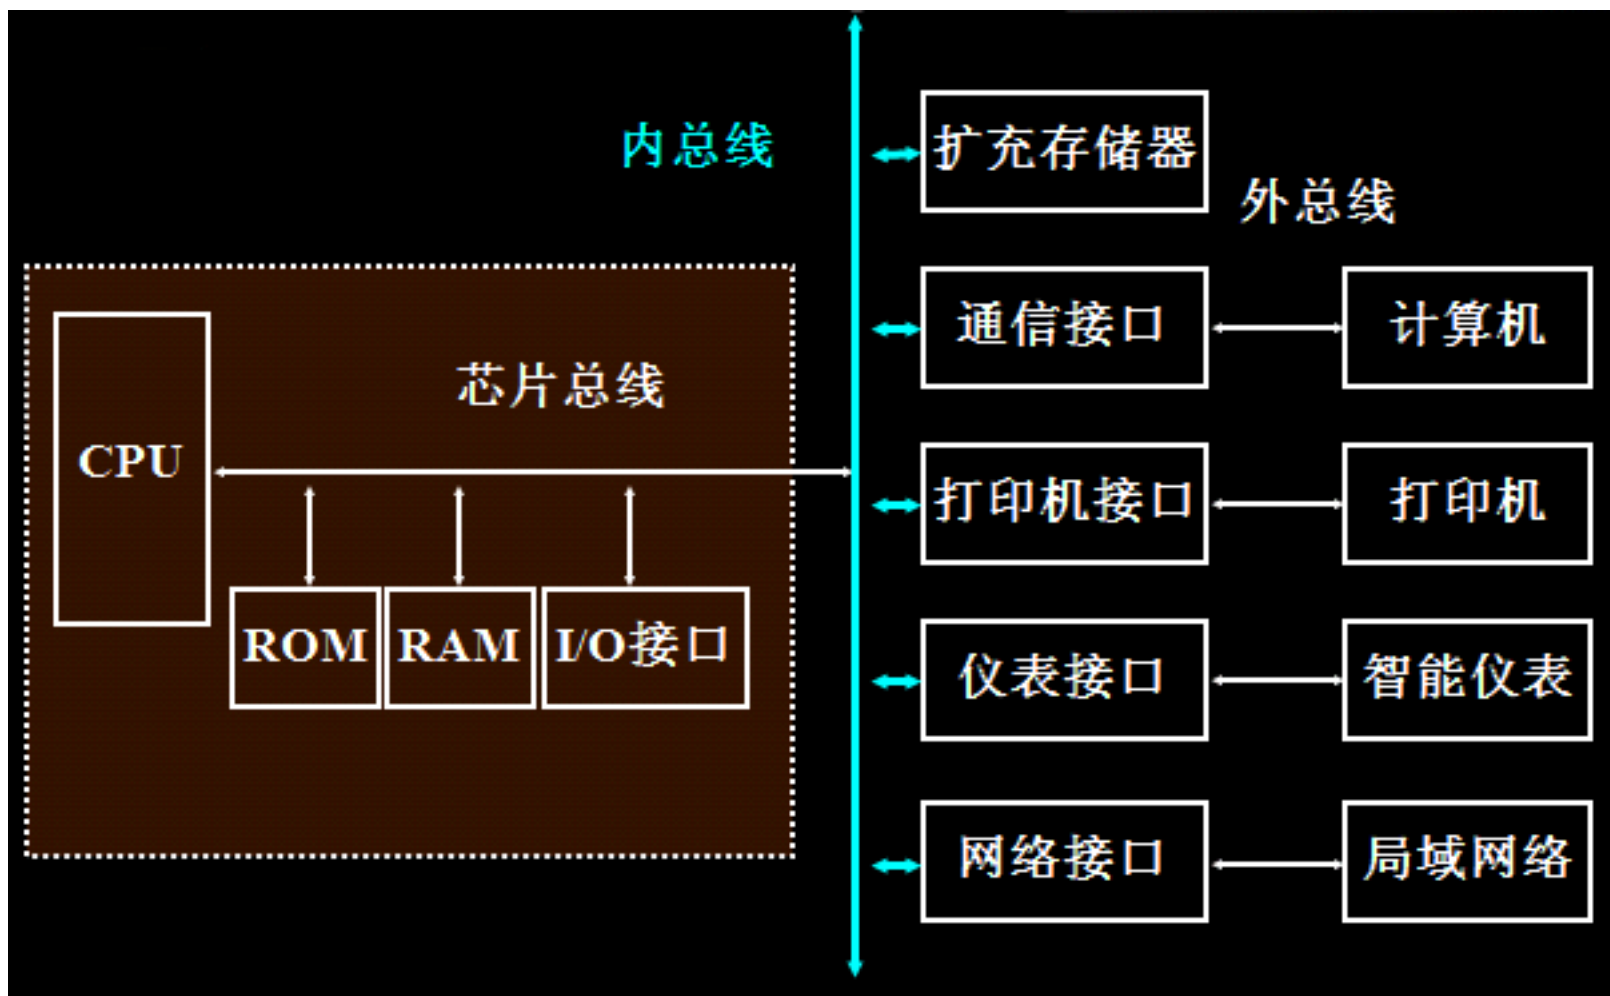 内总线
扩充存储器
外总线
通信接口
计算机
芯片总线
CPU
打印机接口
打印机
ROM
RAM
I/O接口
仪表接口
智能仪表
网络接口
局域网络